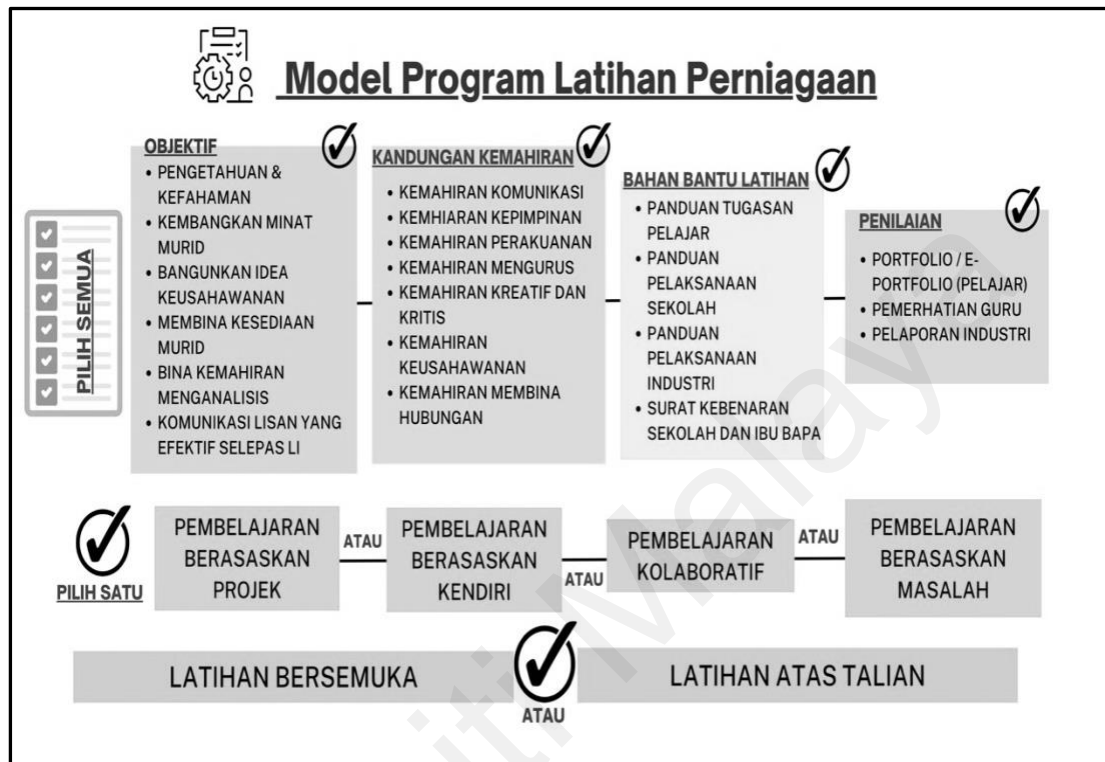 Model Program Latihan Perniagaan
PILIH SEMUA
OBJEKTIF
• PENGETAHUAN &
KEFAHAMAN
• KEMBANGKAN MINAT
MURID
• BANGUNKAN IDEA
KEUSAHAWANAN
• MEMBINA KESEDIAAN
MURID
• BINA KEMAHIRAN
MENGANALISIS
• KOMUNIKASI LISAN YANG
EFEKTIF SELEPAS LI
KANDUNGAN KEMAHIRAN
• KEMAHIRAN KOMUNIKASI
• KEMHIARAN KEPIMPINAN
• KEMAHIRAN PERAKUANAN
• KEMAHIRAN MENGURUS
• KEMAHIRAN KREATIF DAN
KRITIS
• KEMAHIRAN
KEUSAHAWANAN
• KEMAHIRAN MEMBINA
HUBUNGAN
BAHAN BANTU LATIHAN
• PANDUAN TUGASAN
PELAJAR
• PANDUAN
PELAKSANAAN
SEKOLAH
• PANDUAN
PELAKSANAAN
INDUSTRI
• SURAT KEBENARAN
SEKOLAH DAN IBU BAPA
PENILAIAN
• PORTFOLIO / E-
PORTFOLIO (PELAJAR)
• PEMERHATIAN GURU
• PELAPORAN INDUSTRI
PILIH SATU
PEMBELAJARAN
BERASASKAN
PROJEK
ATAU
PEMBELAJARAN
BERASASKAN
KENDIRI
ATAU
PEMBELAJARAN
KOLABORATIF
ATAU
PEMBELAJARAN
BERASASKAN
MASALAH
LATIHAN BERSEMUKA
ATAU
LATIHAN ATAS TALIAN
iti Malaya